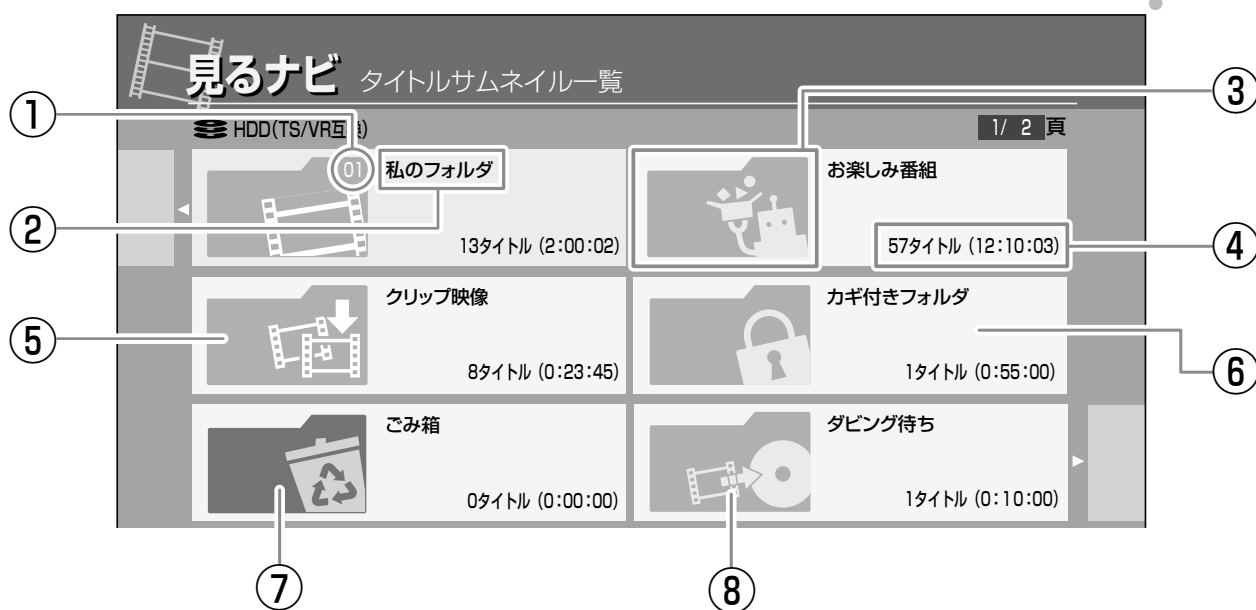 見るナビ タイトルサムネイル一覧
① ③
HDD(TS/VR互換) 1/ 2 頁
01 私のフォルダ お楽しみ番組
② 13タイトル (2:00:02) 57タイトル (12:10:03) ④
クリップ映像 カギ付きフォルダ
⑤ 8タイトル (0:23:45) 1タイトル (0:55:00) ⑥
ごみ箱 ダビング待ち
0タイトル (0:00:00) 1タイトル (0:10:00)
⑦ ⑧